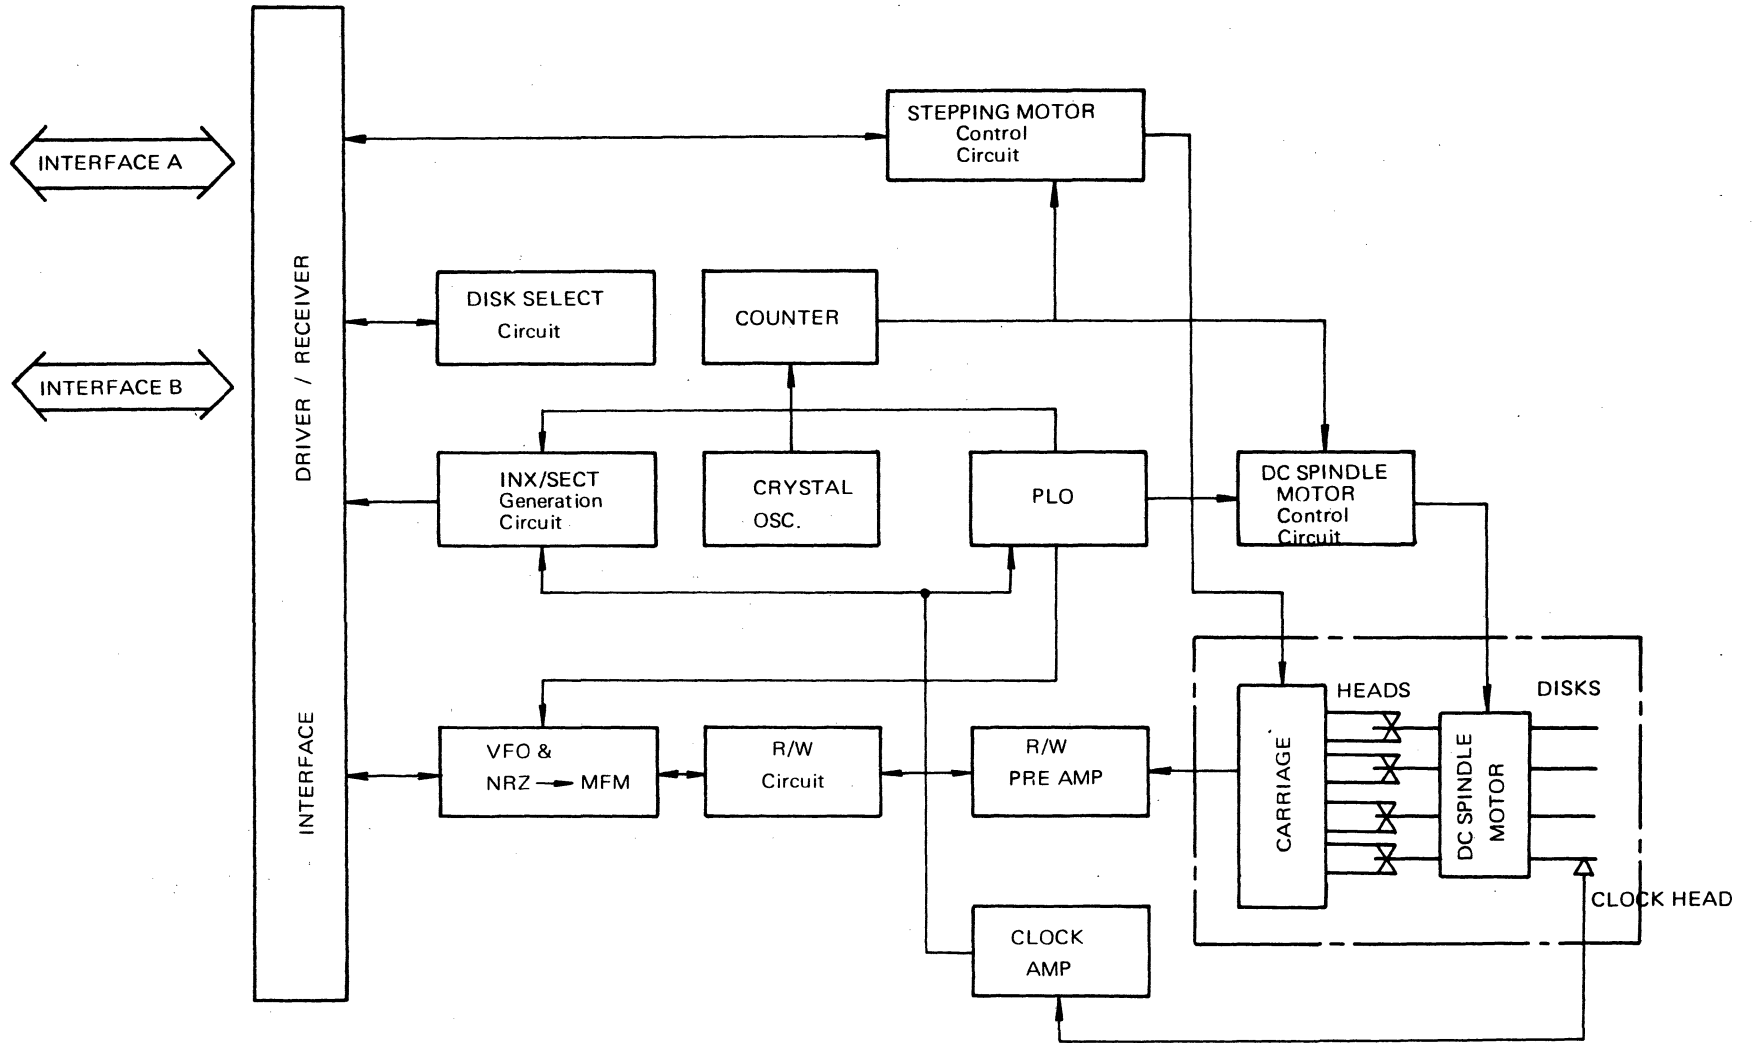 STEPPING MOTOR
Control
Circuit
INTERFACE A
INTERFACE B
INTERFACE DRIVER / RECEIVER
DISK SELECT
Circuit
COUNTER
INX/SECT
Generation
Circuit
CRYSTAL
OSC.
PLO
DC SPINDLE
MOTOR
Control
Circuit
VFO &
NRZ → MFM
R/W
Circuit
R/W
PRE AMP
CARRIAGE
HEADS
DC SPINDLE
MOTOR
DISKS
CLOCK HEAD
CLOCK
AMP